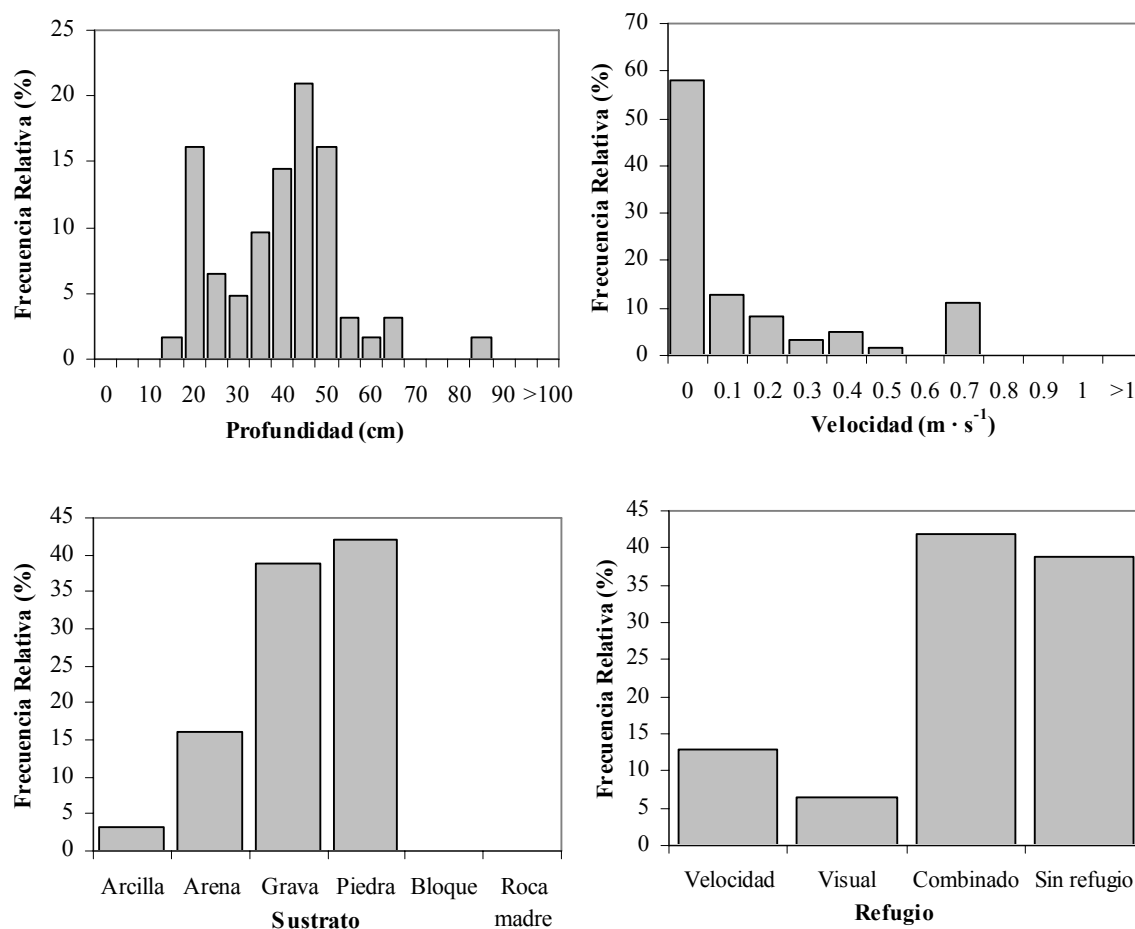 Frecuencia Relativa (%)
25
20
15
10
5
0
0 10 20 30 40 50 60 70 80 90 >100
Profundidad (cm)
Frecuencia Relativa (%)
70
60
50
40
30
20
10
0
0 0.1 0.2 0.3 0.4 0.5 0.6 0.7 0.8 0.9 1 >1
Velocidad (m · s⁻¹)
Frecuencia Relativa (%)
45
40
35
30
25
20
15
10
5
0
Arcilla Arena Grava Piedra Bloque Roca
madre
Sustrato
Frecuencia Relativa (%)
45
40
35
30
25
20
15
10
5
0
Velocidad Visual Combinado Sin refugio
Refugio